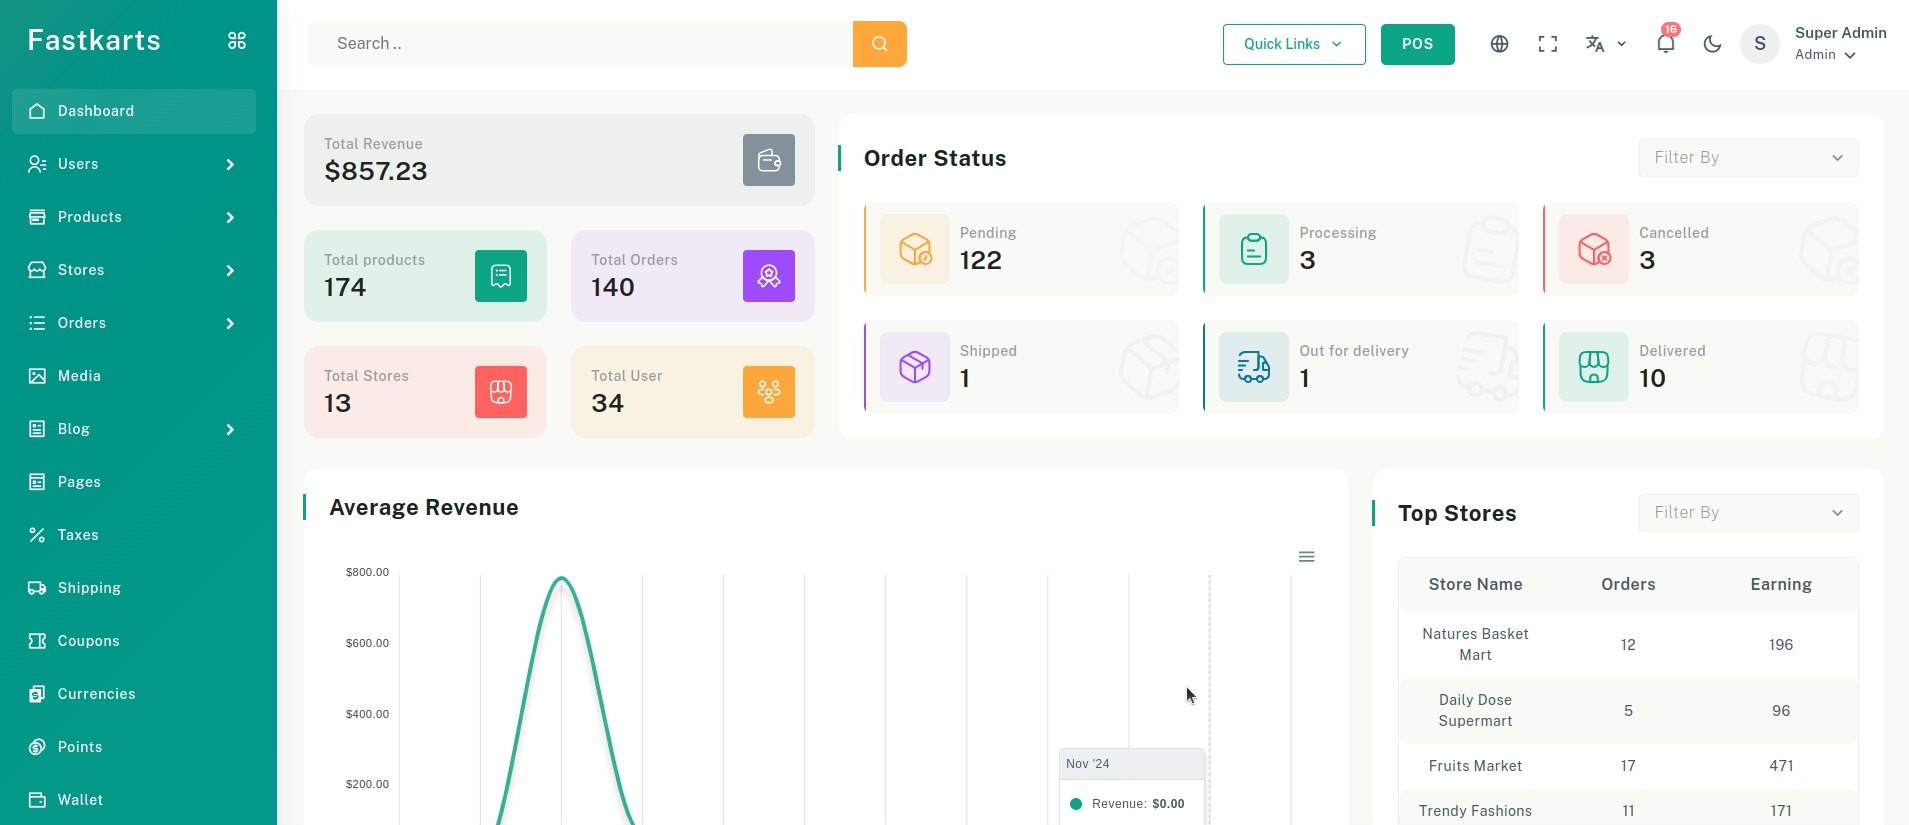 Fastkarts
Search ..
Quick Links
POS
16
S
Super Admin
Admin
Dashboard
Users
Products
Stores
Orders
Media
Blog
Pages
Taxes
Shipping
Coupons
Currencies
Points
Wallet
Total Revenue
$857.23
Total products
174
Total Orders
140
Total Stores
13
Total User
34
Order Status
Filter By
Pending
122
Processing
3
Cancelled
3
Shipped
1
Out for delivery
1
Delivered
10
Average Revenue
$800.00
$600.00
$400.00
$200.00
Nov '24
Revenue: $0.00
Top Stores
Filter By
Store Name Orders Earning
Natures Basket
Mart
12 196
Daily Dose
Supermart
5 96
Fruits Market 17 471
Trendy Fashions 11 171